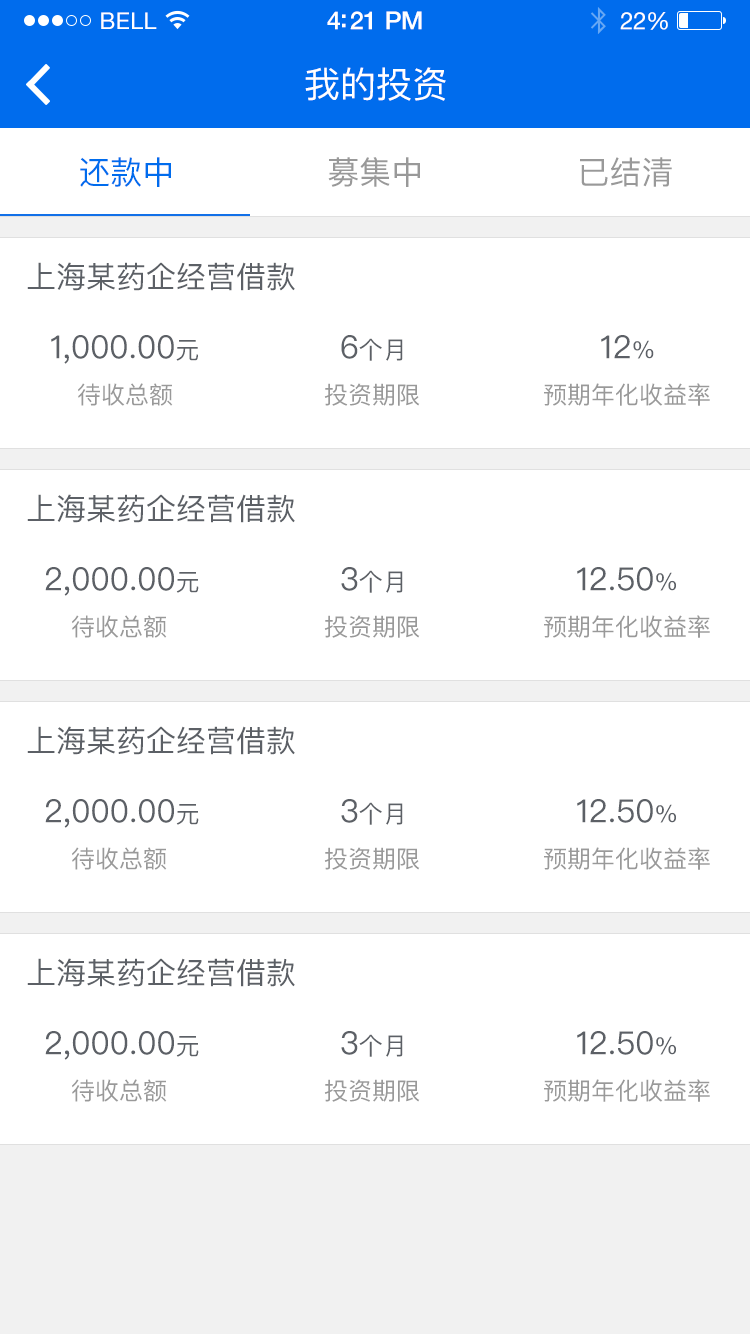 BELL 4:21 PM 22%
我的投资
还款中 募集中 已结清
上海某药企经营借款
1,000.00元 6个月 12%
待收总额 投资期限 预期年化收益率
上海某药企经营借款
2,000.00元 3个月 12.50%
待收总额 投资期限 预期年化收益率
上海某药企经营借款
2,000.00元 3个月 12.50%
待收总额 投资期限 预期年化收益率
上海某药企经营借款
2,000.00元 3个月 12.50%
待收总额 投资期限 预期年化收益率